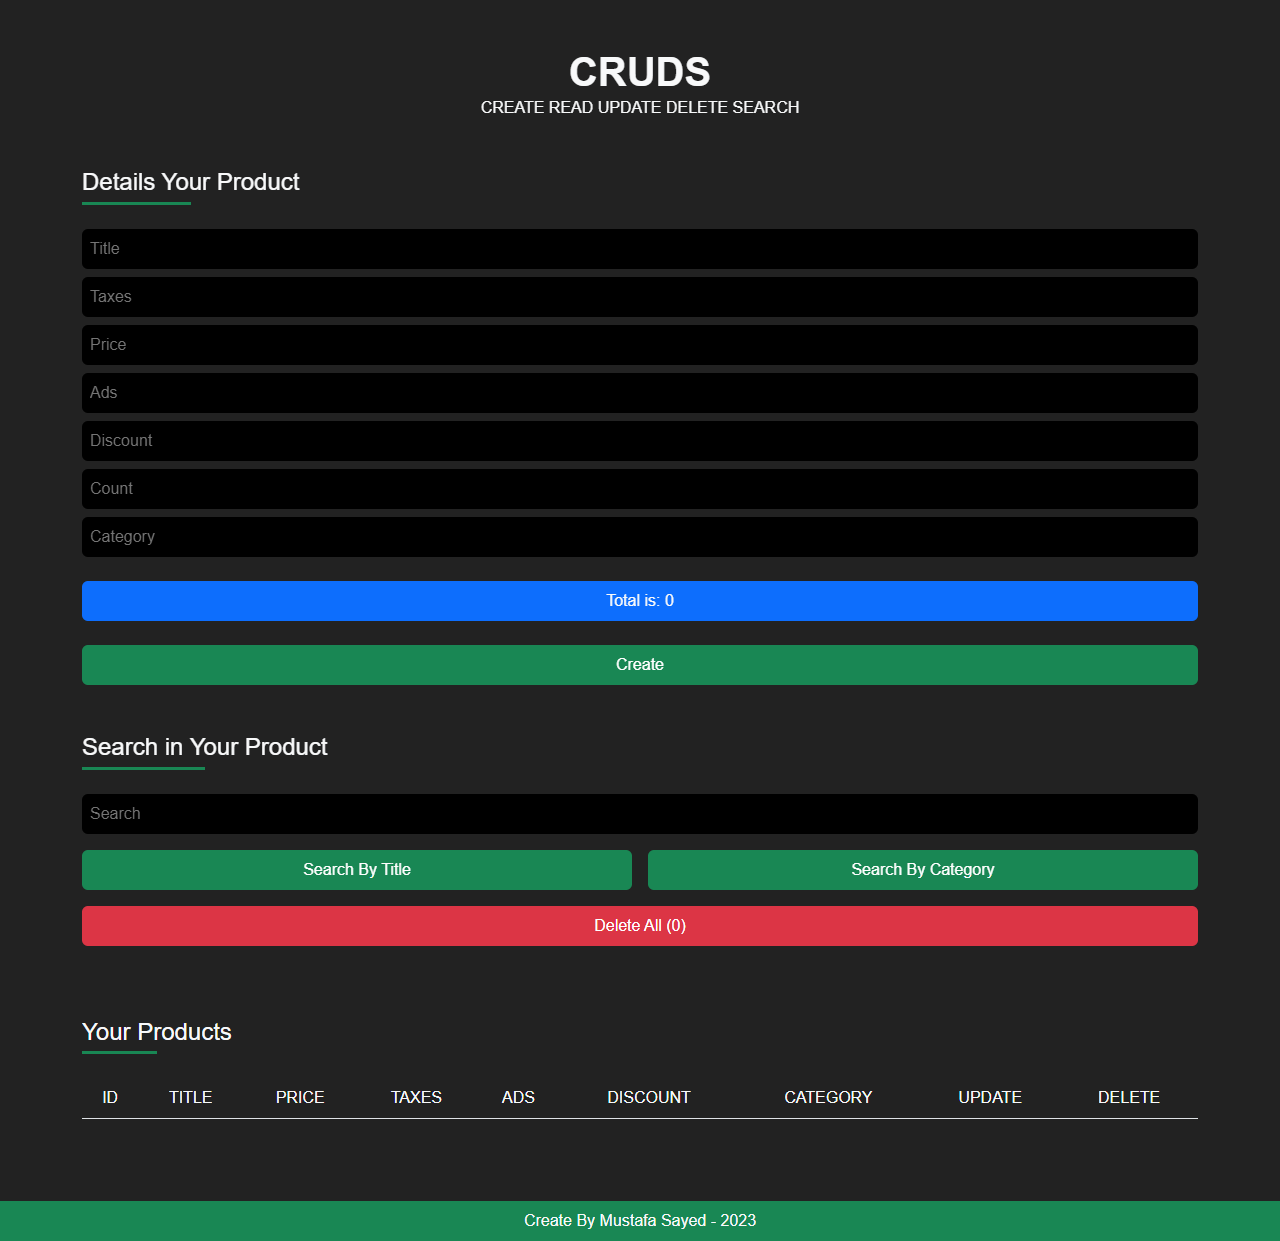 CRUDS
CREATE READ UPDATE DELETE SEARCH
Details Your Product
Title
Taxes
Price
Ads
Discount
Count
Category
Total is: 0
Create
Search in Your Product
Search
Search By Title Search By Category
Delete All (0)
Your Products
ID TITLE PRICE TAXES ADS DISCOUNT CATEGORY UPDATE DELETE
Create By Mustafa Sayed - 2023